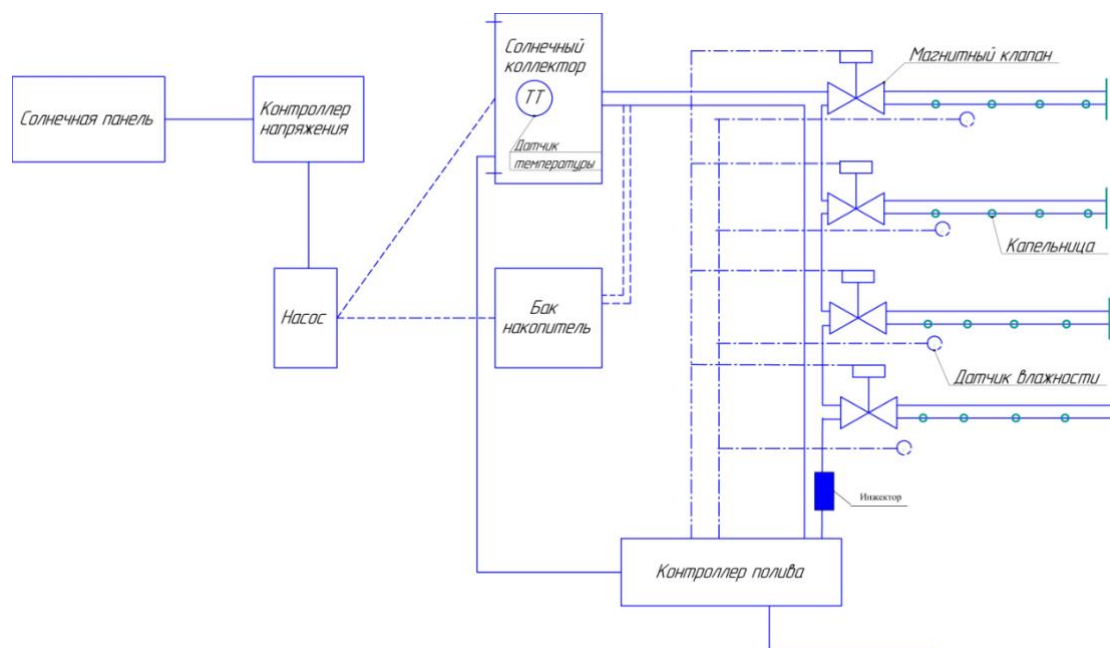 Солнечная панель
Контроллер
напряжения
Солнечный
коллектор
ТТ
Датчик
температуры
Магнитный клапан
Капельница
Насос
Бак
накопитель
Датчик влажности
Инжектор
Контроллер полива